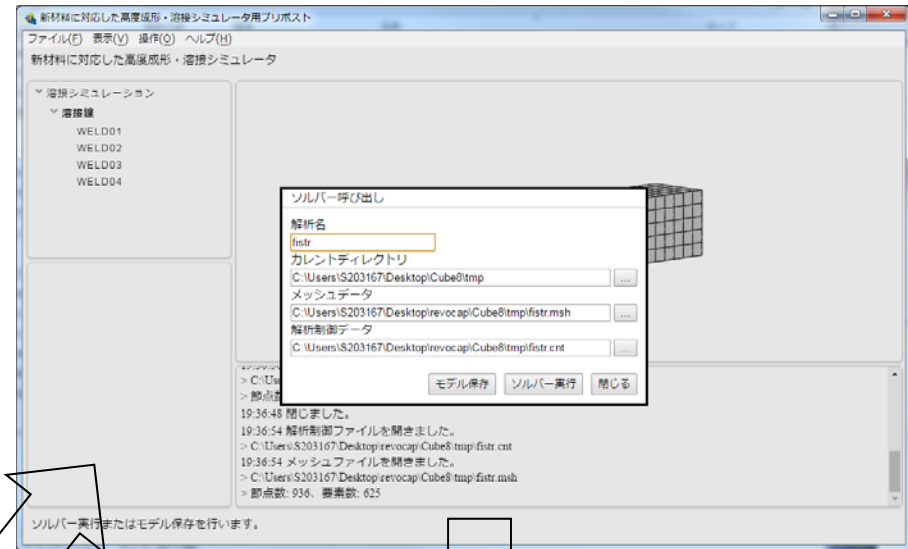 新材料に対応した高度成形・溶接シミュレータ用プリポスト
ファイル(F) 表示(V) 操作(O) ヘルプ(H)
新材料に対応した高度成形・溶接シミュレータ
溶接シミュレーション
溶接線
WELD01
WELD02
WELD03
WELD04
ソルバー呼び出し
解析名
fistr
カレントディレクトリ
C:\Users\S203167\Desktop\Cube8\tmp
...
メッシュデータ
C:\Users\S203167\Desktop\revocap\Cube8\tmp\fistr.msh
...
解析制御データ
C:\Users\S203167\Desktop\revocap\Cube8\tmp\fistr.cnt
...
モデル保存 ソルバー実行 閉じる
> C:\Use
> 節点
19:36:48 閉じました。
19:36:54 解析制御ファイルを開きました。
> C:\Users\S203167\Desktop\revocap\Cube8\tmp\fistr.cnt
19:36:54 メッシュファイルを開きました。
> C:\Users\S203167\Desktop\revocap\Cube8\tmp\fistr.msh
> 節点数: 936、要素数: 625
ソルバー実行またはモデル保存を行います。